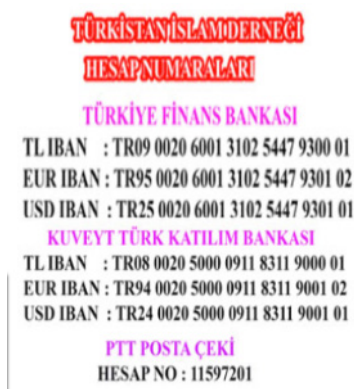 TÜRKİSTAN İSLAM DERNEĞİ
HESAP NUMARALARI
TÜRKİYE FİNANS BANKASI
TL IBAN : TR09 0020 6001 3102 5447 9300 01
EUR IBAN : TR95 0020 6001 3102 5447 9301 02
USD IBAN : TR25 0020 6001 3102 5447 9301 01
KUVEYT TÜRK KATILIM BANKASI
TL IBAN : TR08 0020 5000 0911 8311 9000 01
EUR IBAN : TR94 0020 5000 0911 8311 9001 02
USD IBAN : TR24 0020 5000 0911 8311 9001 01
PTT POSTA ÇEKİ
HESAP NO : 11597201